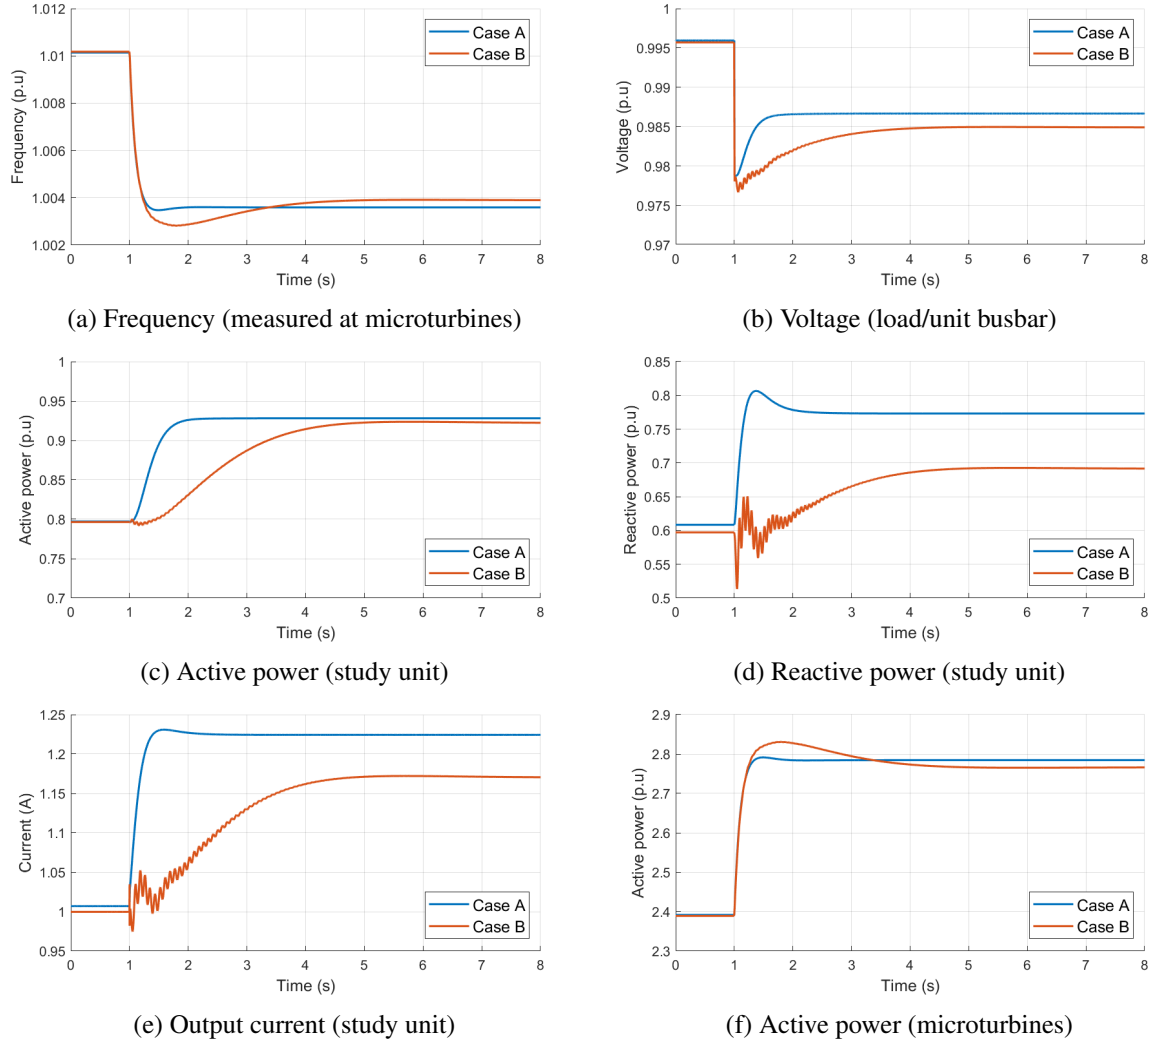 1.012
1.01
1.008
1.006
1.004
1.002
Frequency (p.u)
Case A
Case B
0 1 2 3 4 5 6 7 8
Time (s)
(a) Frequency (measured at microturbines)
1
0.995
0.99
0.985
0.98
0.975
0.97
Voltage (p.u)
Case A
Case B
0 1 2 3 4 5 6 7 8
Time (s)
(b) Voltage (load/unit busbar)
1
0.95
0.9
0.85
0.8
0.75
0.7
Active power (p.u)
Case A
Case B
0 1 2 3 4 5 6 7 8
Time (s)
(c) Active power (study unit)
0.85
0.8
0.75
0.7
0.65
0.6
0.55
0.5
Reactive power (p.u)
Case A
Case B
0 1 2 3 4 5 6 7 8
Time (s)
(d) Reactive power (study unit)
1.25
1.2
1.15
1.1
1.05
1
0.95
Current (A)
Case A
Case B
0 1 2 3 4 5 6 7 8
Time (s)
(e) Output current (study unit)
2.9
2.8
2.7
2.6
2.5
2.4
2.3
Active power (p.u)
Case A
Case B
0 1 2 3 4 5 6 7 8
Time (s)
(f) Active power (microturbines)